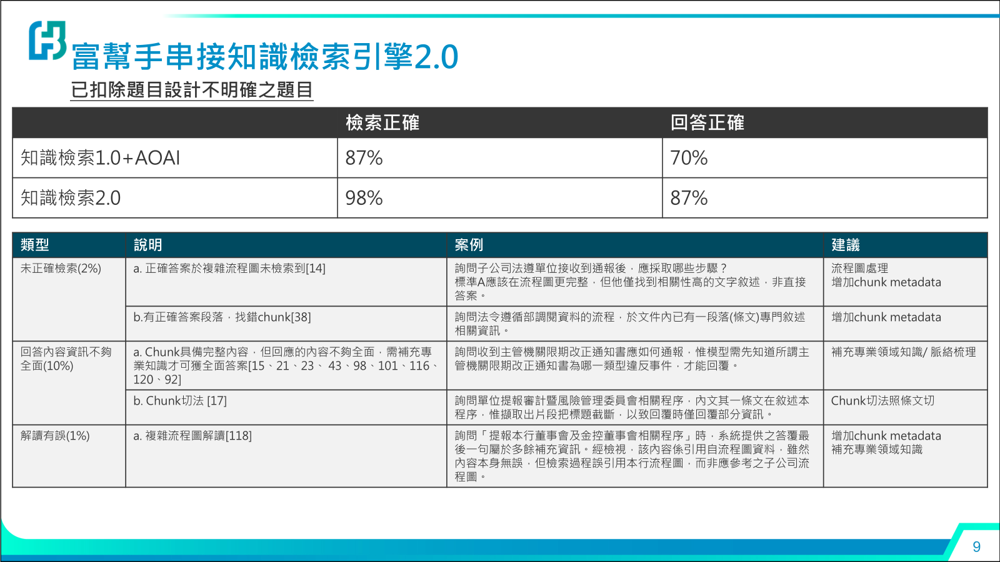 富幫手串接知識檢索引擎2.0
已扣除題目設計不明確之題目
檢索正確 回答正確
知識檢索1.0+AOAI 87% 70%
知識檢索2.0 98% 87%
類型 說明 案例 建議
未正確檢索(2%)
a. 正確答案於複雜流程圖未檢索到[14]
詢問子公司法遵單位接收到通報後，應採取哪些步驟？
標準A應該在流程圖更完整，但他僅找到相關性高的文字敘述，非直接
答案。
流程圖處理
增加chunk metadata
b.有正確答案段落，找錯chunk[38]
詢問法令遵循部調閱資料的流程，於文件內已有一段落(條文)專門敘述
相關資訊。
增加chunk metadata
回答內容資訊不夠
全面(10%)
a. Chunk具備完整內容，但回應的內容不夠全面，需補充專
業知識才可獲全面答案[15、21、23、 43、98、101、116、
120、92]
詢問收到主管機關限期改正通知書應如何通報，惟模型需先知道所謂主
管機關限期改正通知書為哪一類型違反事件，才能回覆。
補充專業領域知識/ 脈絡梳理
b. Chunk切法 [17]
詢問單位提報審計暨風險管理委員會相關程序，內文其一條文在敘述本
程序，惟擷取出片段把標題截斷，以致回覆時僅回覆部分資訊。
Chunk切法照條文切
解讀有誤(1%)
a. 複雜流程圖解讀[118]
詢問「提報本行董事會及金控董事會相關程序」時，系統提供之答覆最
後一句屬於多餘補充資訊。經檢視，該內容係引用自流程圖資料，雖然
內容本身無誤，但檢索過程誤引用本行流程圖，而非應參考之子公司流
程圖。
增加chunk metadata
補充專業領域知識
9